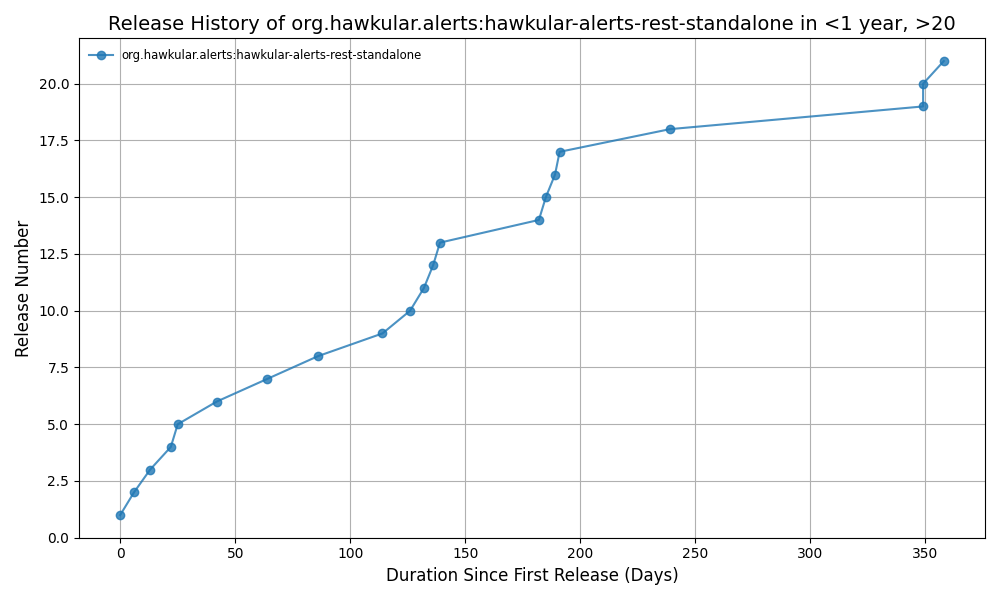 Release History of org.hawkular.alerts:hawkular-alerts-rest-standalone in <1 year, >20
org.hawkular.alerts:hawkular-alerts-rest-standalone
Release Number
20.0
17.5
15.0
12.5
10.0
7.5
5.0
2.5
0.0
0 50 100 150 200 250 300 350
Duration Since First Release (Days)